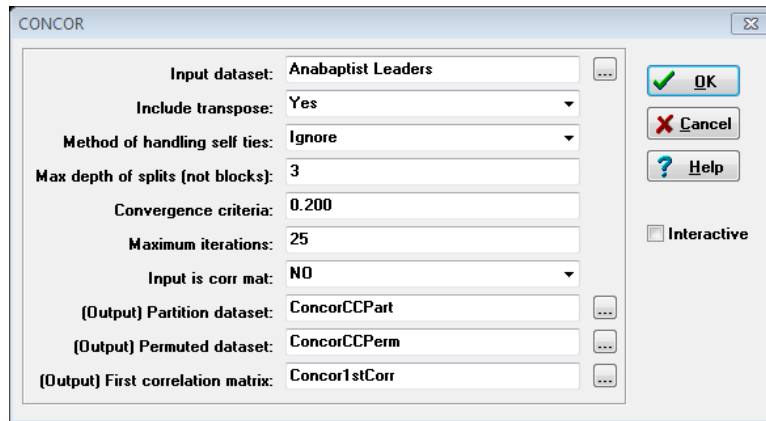 CONCOR
Input dataset: Anabaptist Leaders ...
Include transpose: Yes
Method of handling self ties: Ignore
Max depth of splits (not blocks): 3
Convergence criteria: 0.200
Maximum iterations: 25
Input is corr mat: NO
(Output) Partition dataset: ConcorCCPart ...
(Output) Permuted dataset: ConcorCCPerm ...
(Output) First correlation matrix: Concor1stCorr ...
OK
Cancel
? Help
Interactive